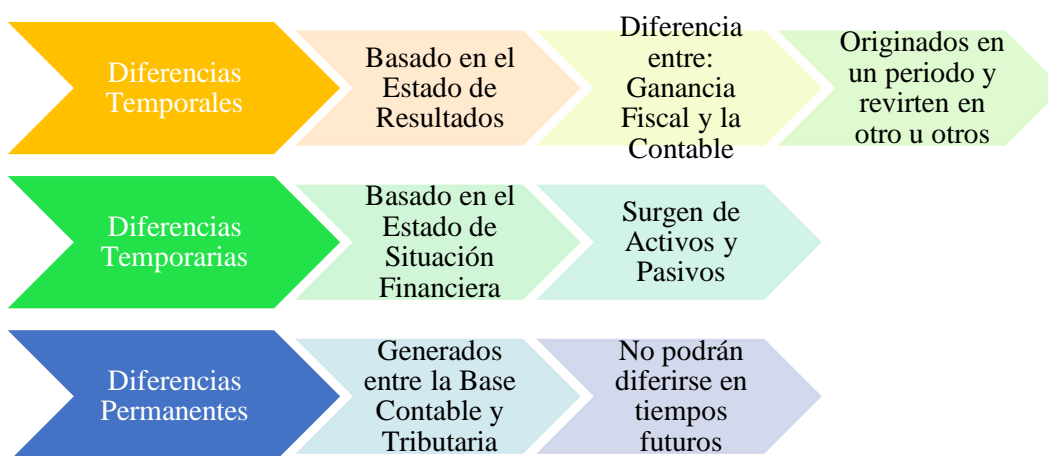 Diferencias
Temporales
Basado en el
Estado de
Resultados
Diferencia
entre:
Ganancia
Fiscal y la
Contable
Originados en
un periodo y
revirten en
otro u otros
Diferencias
Temporarias
Basado en el
Estado de
Situación
Financiera
Surgen de
Activos y
Pasivos
Diferencias
Permanentes
Generados
entre la Base
Contable y
Tributaria
No podrán
diferirse en
tiempos
futuros